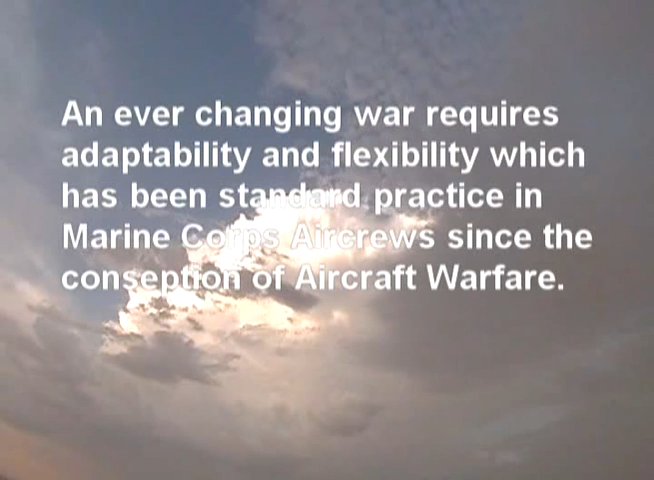 An ever changing war requires
adaptability and flexibility which
has been standard practice in
Marine Corps Aircrews since the
conseption of Aircraft Warfare.